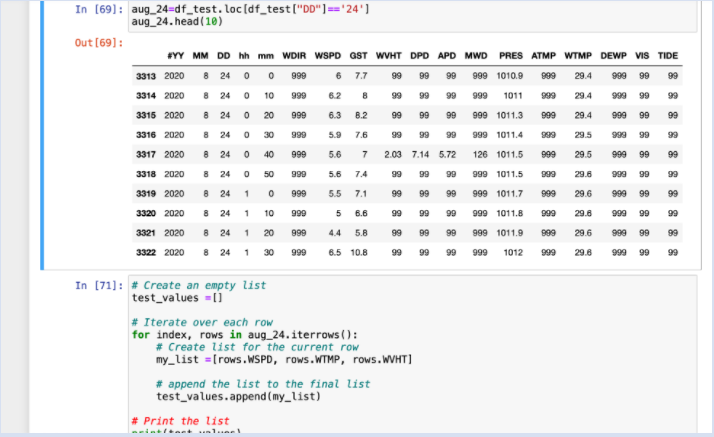 In [69]: aug_24=df_test.loc[df_test["DD"]=='24']
aug_24.head(10)
Out[69]:
#YY MM DD hh mm WDIR WSPD GST WVHT DPD APD MWD PRES ATMP WTMP DEWP VIS TIDE
3313 2020 8 24 0 0 999 6 7.7 99 99 99 999 1010.9 999 29.4 999 99 99
3314 2020 8 24 0 10 999 6.2 8 99 99 99 999 1011 999 29.4 999 99 99
3315 2020 8 24 0 20 999 6.3 8.2 99 99 99 999 1011.3 999 29.4 999 99 99
3316 2020 8 24 0 30 999 5.9 7.6 99 99 99 999 1011.4 999 29.5 999 99 99
3317 2020 8 24 0 40 999 5.6 7 2.03 7.14 5.72 126 1011.5 999 29.5 999 99 99
3318 2020 8 24 0 50 999 5.6 7.4 99 99 99 999 1011.5 999 29.6 999 99 99
3319 2020 8 24 1 0 999 5.5 7.1 99 99 99 999 1011.7 999 29.6 999 99 99
3320 2020 8 24 1 10 999 5 6.6 99 99 99 999 1011.8 999 29.6 999 99 99
3321 2020 8 24 1 20 999 4.4 5.8 99 99 99 999 1011.9 999 29.6 999 99 99
3322 2020 8 24 1 30 999 6.5 10.8 99 99 99 999 1012 999 29.6 999 99 99
In [71]: # Create an empty list
test_values =[]
# Iterate over each row
for index, rows in aug_24.iterrows():
# Create list for the current row
my_list =[rows.WSPD, rows.WTMP, rows.WVHT]
# append the list to the final list
test_values.append(my_list)
# Print the list
print(test_values)